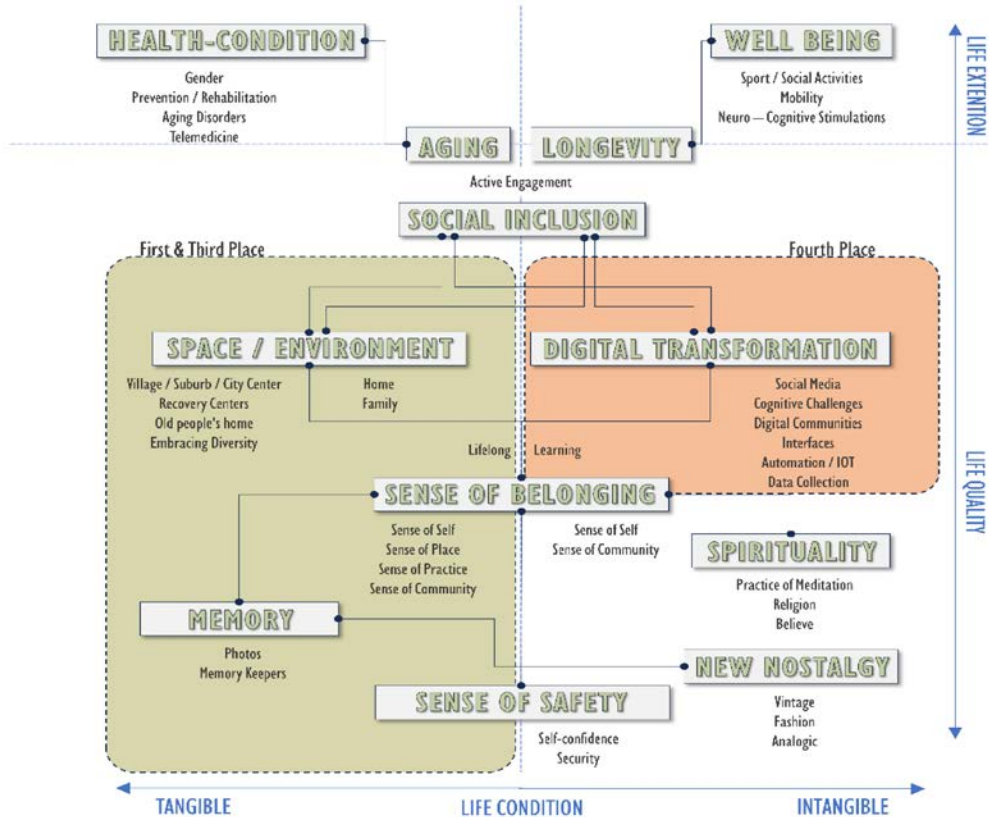 HEALTH-CONDITION
Gender
Prevention / Rehabilitation
Aging Disorders
Telemedicine
WELL BEING
Sport / Social Activities
Mobility
Neuro — Cognitive Stimulations
LIFE EXTENTION
AGING
LONGEVITY
Active Engagement
SOCIAL INCLUSION
First & Third Place
Fourth Place
SPACE / ENVIRONMENT
Village / Suburb / City Center
Recovery Centers
Old people's home
Embracing Diversity
Home
Family
DIGITAL TRANSFORMATION
Social Media
Cognitive Challenges
Digital Communities
Interfaces
Automation / IOT
Data Collection
Lifelong Learning
LIFE QUALITY
SENSE OF BELONGING
Sense of Self
Sense of Place
Sense of Practice
Sense of Community
Sense of Self
Sense of Community
SPIRITUALITY
Practice of Meditation
Religion
Believe
MEMORY
Photos
Memory Keepers
NEW NOSTALGY
Vintage
Fashion
Analogic
SENSE OF SAFETY
Self-confidence
Security
TANGIBLE
LIFE CONDITION
INTANGIBLE